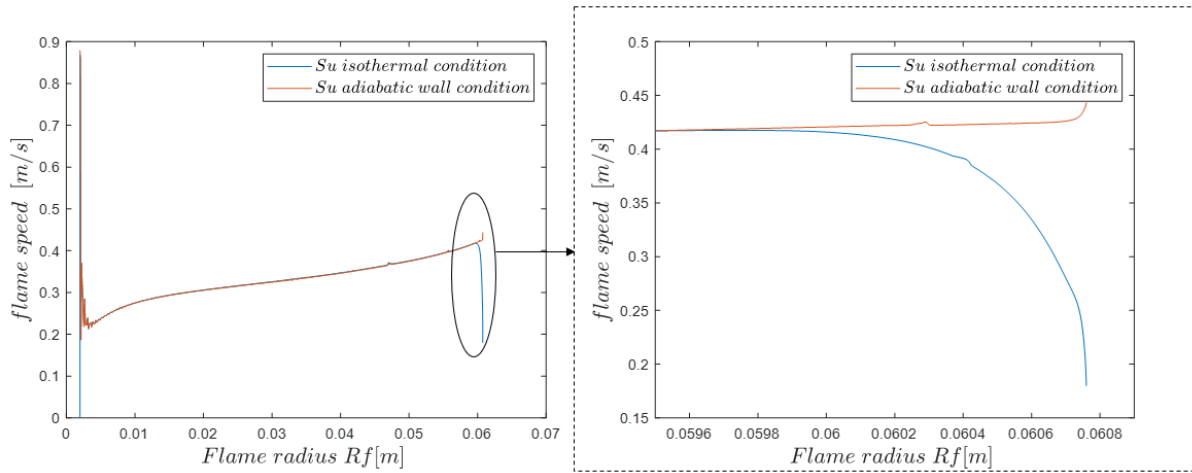 0.9
0.8
0.7
0.6
0.5
0.4
0.3
0.2
0.1
0
flame speed [m/s]
Su isothermal condition
Su adiabatic wall condition
0 0.01 0.02 0.03 0.04 0.05 0.06 0.07
Flame radius Rf[m]
0.5
0.45
0.4
0.35
0.3
0.25
0.2
0.15
flame speed [m/s]
Su isothermal condition
Su adiabatic wall condition
0.0596 0.0598 0.06 0.0602 0.0604 0.0606 0.0608
Flame radius Rf[m]